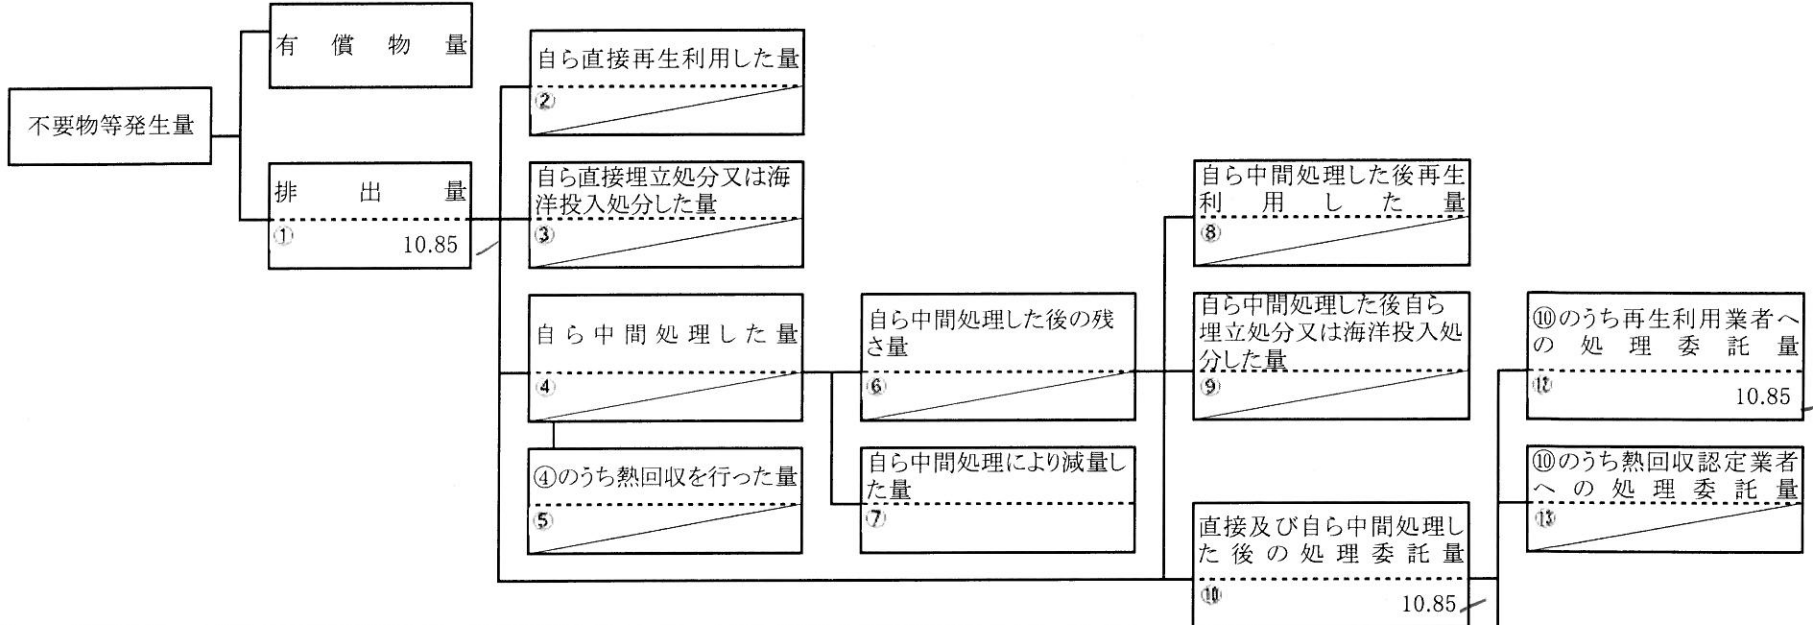 有償物量
不要物等発生量
排出量
①
10.85
自ら直接再生利用した量
②
自ら直接埋立処分又は海
洋投入処分した量
③
自ら中間処理した量
④
④のうち熱回収を行った量
⑤
自ら中間処理した後の残
さ量
⑥
自ら中間処理により減量し
た量
⑦
自ら中間処理した後再生
利用した量
⑧
自ら中間処理した後自ら
埋立処分又は海洋投入処
分した量
⑨
直接及び自ら中間処理し
た後の処理委託量
⑩
10.85
⑩のうち再生利用業者へ
の処理委託量
⑫
10.85
⑩のうち熱回収認定業者
への処理委託量
⑬